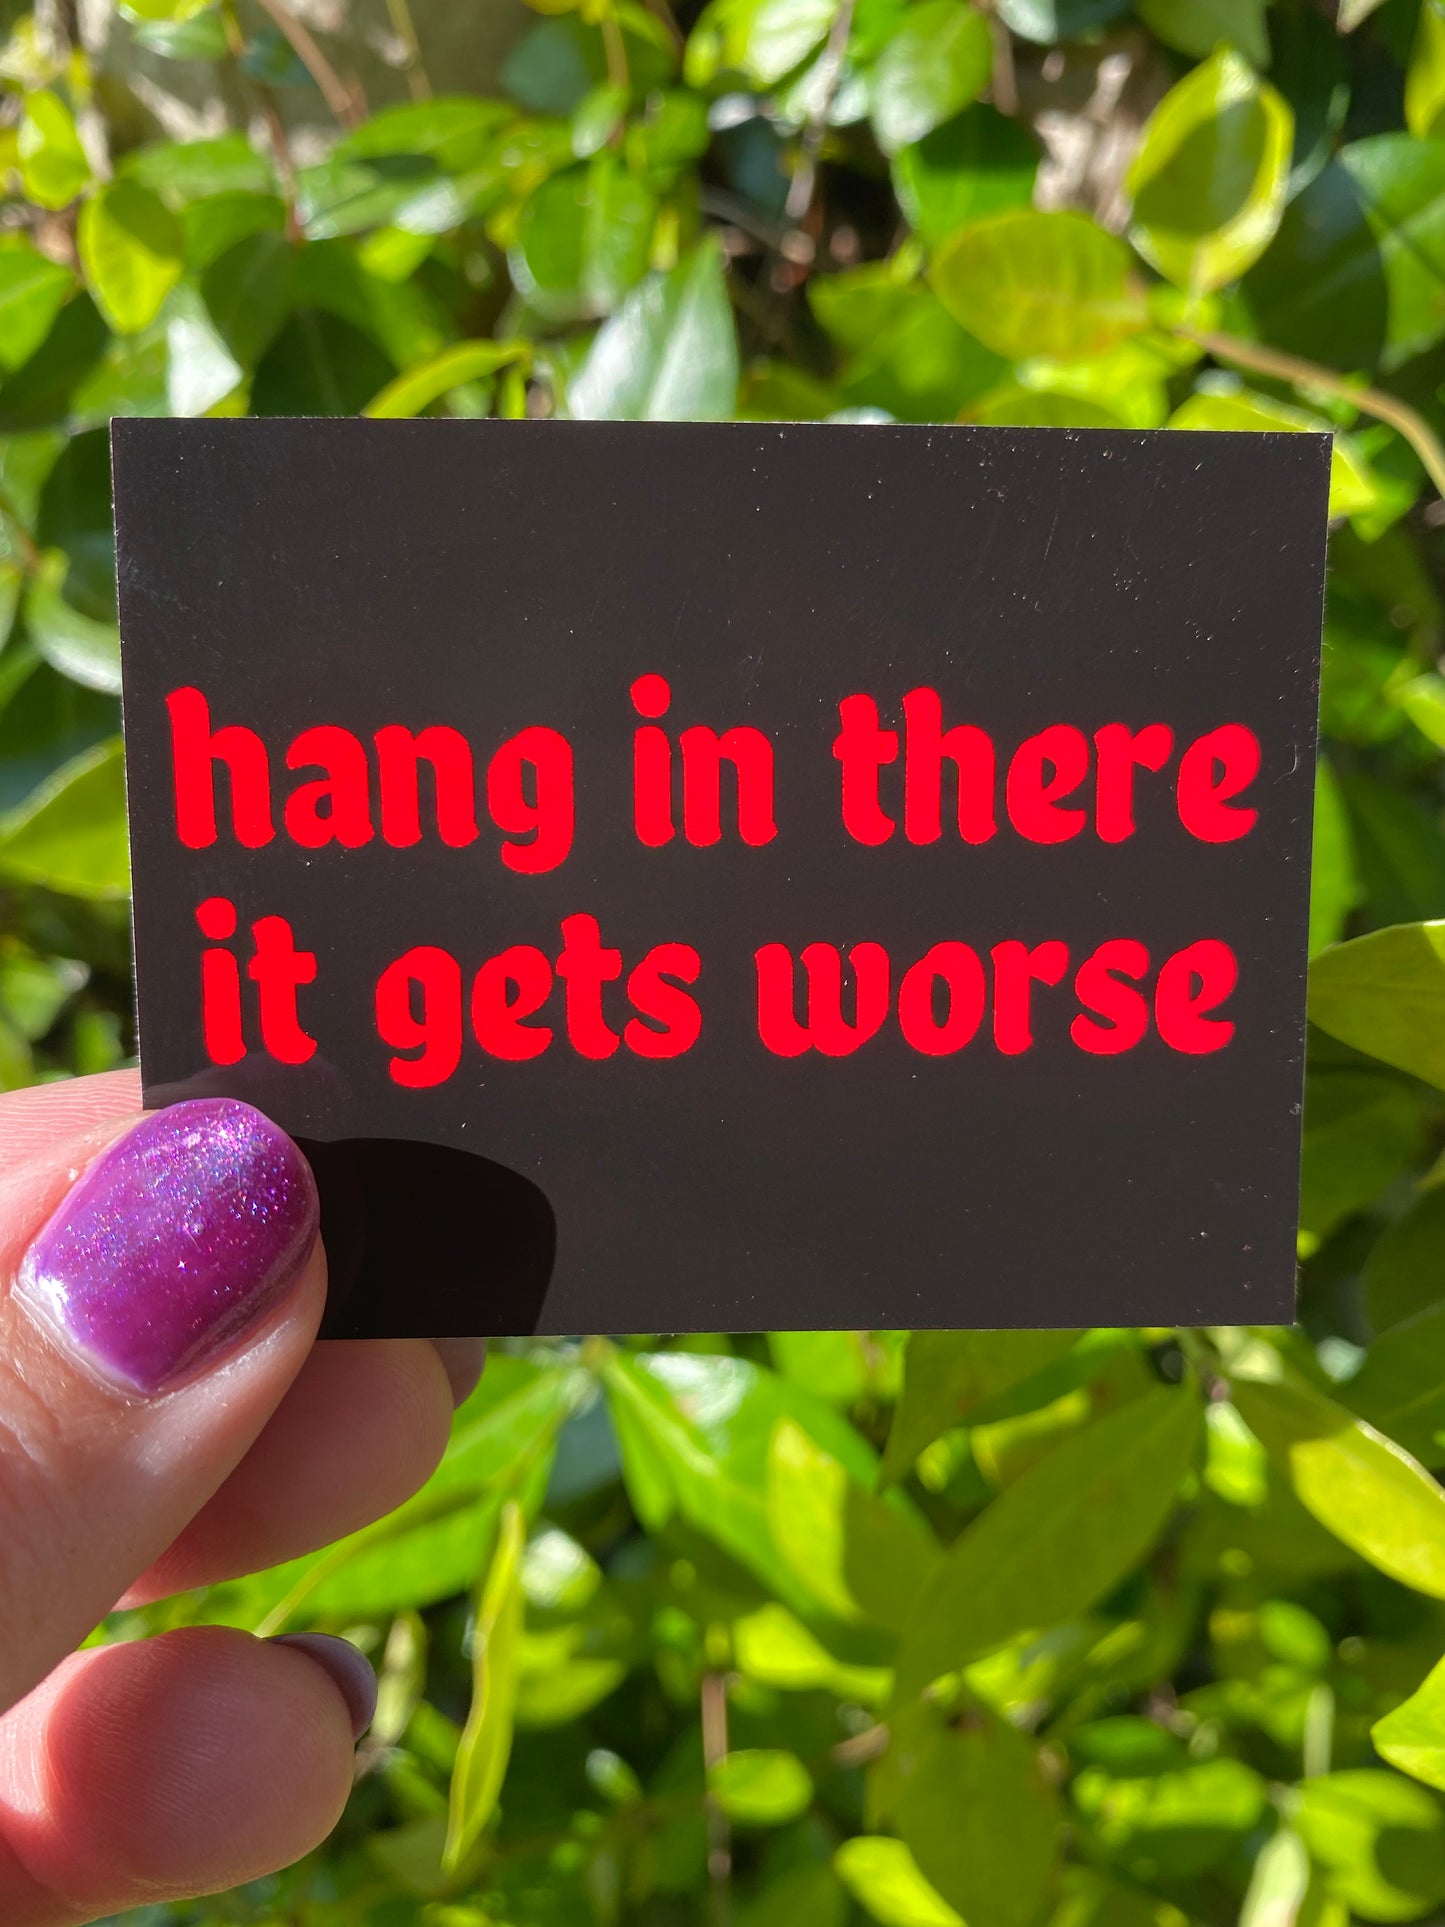 hang in there
it gets worse